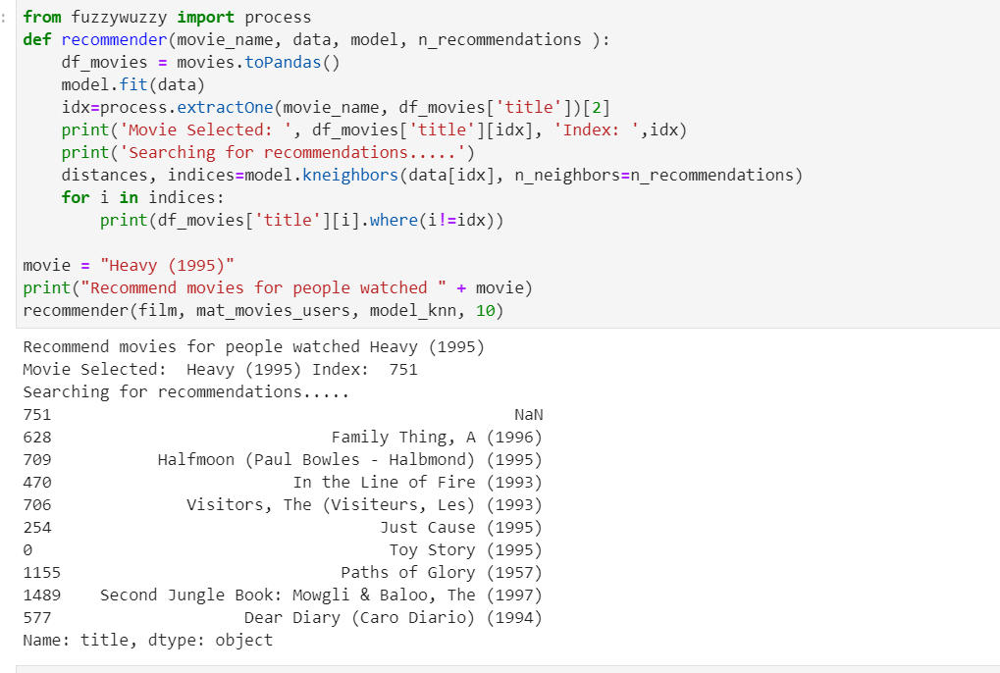 from fuzzywuzzy import process
def recommender(movie_name, data, model, n_recommendations ):
    df_movies = movies.toPandas()
    model.fit(data)
    idx=process.extractOne(movie_name, df_movies['title'])[2]
    print('Movie Selected: ', df_movies['title'][idx], 'Index: ',idx)
    print('Searching for recommendations.....')
    distances, indices=model.kneighbors(data[idx], n_neighbors=n_recommendations)
    for i in indices:
        print(df_movies['title'][i].where(i!=idx))

movie = "Heavy (1995)"
print("Recommend movies for people watched " + movie)
recommender(film, mat_movies_users, model_knn, 10)
Recommend movies for people watched Heavy (1995)
Movie Selected:  Heavy (1995) Index:  751
Searching for recommendations.....
751                                                NaN
628                             Family Thing, A (1996)
709           Halfmoon (Paul Bowles - Halbmond) (1995)
470                         In the Line of Fire (1993)
706              Visitors, The (Visiteurs, Les) (1993)
254                                  Just Cause (1995)
0                                     Toy Story (1995)
1155                             Paths of Glory (1957)
1489    Second Jungle Book: Mowgli & Baloo, The (1997)
577                    Dear Diary (Caro Diario) (1994)
Name: title, dtype: object